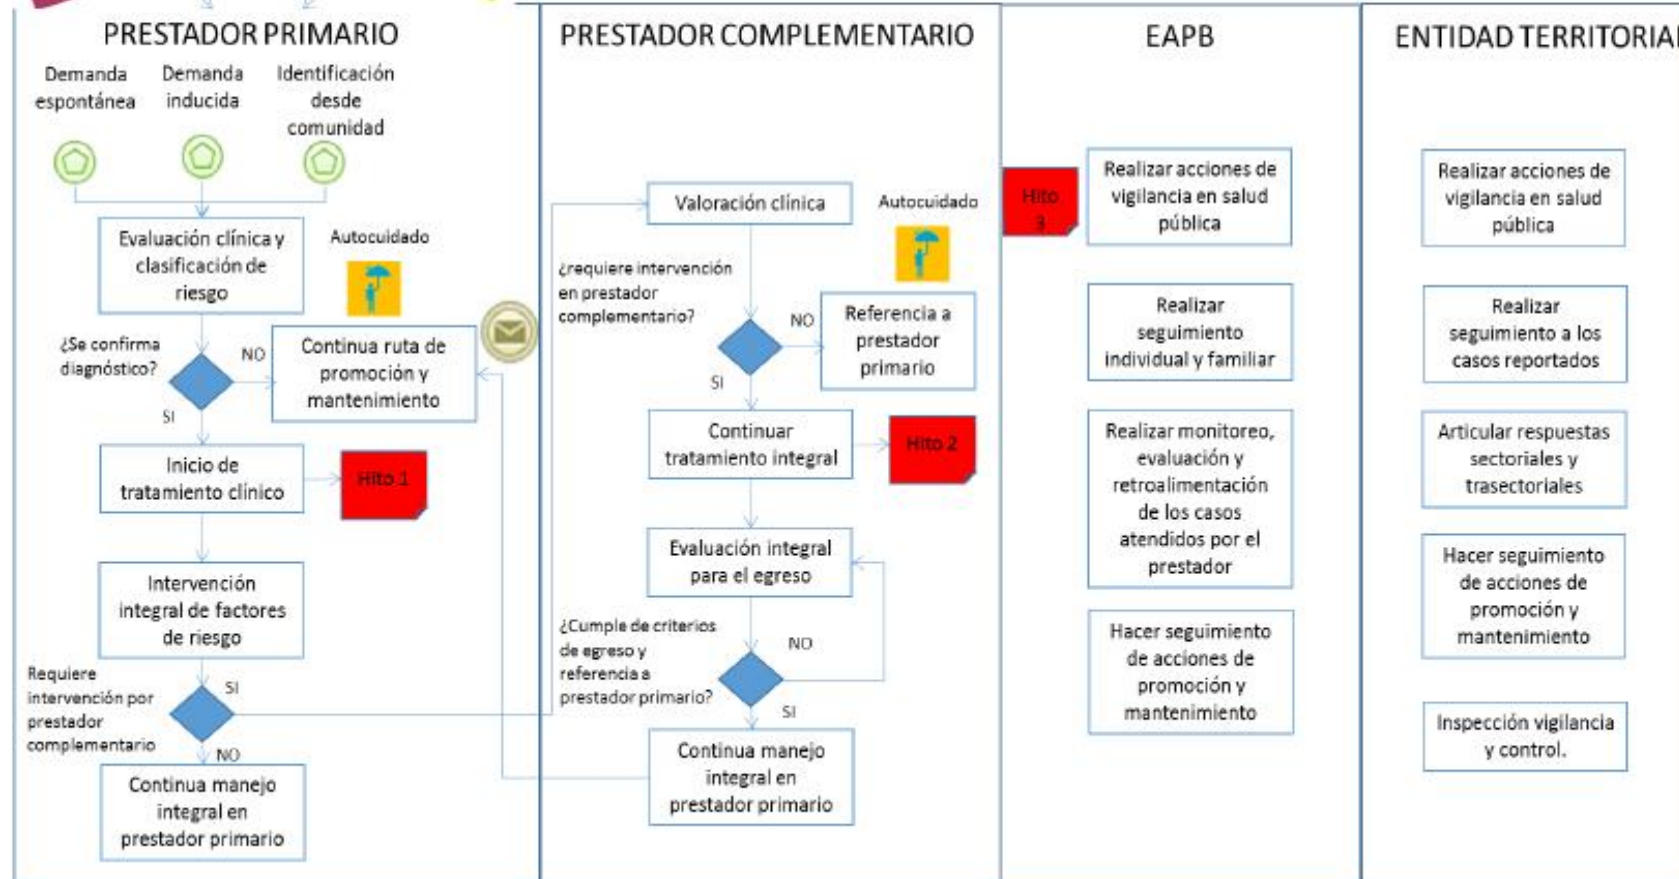 PRESTADOR PRIMARIO
Demanda
espontánea
Demanda
inducida
Identificación
desde
comunidad
Evaluación clínica y
clasificación de
riesgo
Autocuidado
¿Se confirma
diagnóstico?
NO
Continua ruta de
promoción y
mantenimiento
SI
Inicio de
tratamiento clínico
Hito 1
Intervención
integral de factores
de riesgo
Requiere
intervención por
prestador
complementario
SI
NO
Continua manejo
integral en
prestador primario
PRESTADOR COMPLEMENTARIO
Valoración clínica
Autocuidado
¿requiere intervención
en prestador
complementario?
NO
Referencia a
prestador
primario
SI
Continuar
tratamiento integral
Hito 2
Evaluación integral
para el egreso
¿Cumple de criterios
de egreso y
referencia a
prestador primario?
NO
SI
Continua manejo
integral en
prestador primario
EAPB
Hito
3
Realizar acciones de
vigilancia en salud
pública
Realizar
seguimiento
individual y familiar
Realizar monitoreo,
evaluación y
retroalimentación
de los casos
atendidos por el
prestador
Hacer seguimiento
de acciones de
promoción y
mantenimiento
ENTIDAD TERRITORIAL
Realizar acciones de
vigilancia en salud
pública
Realizar
seguimiento a los
casos reportados
Articular respuestas
sectoriales y
trasectoriales
Hacer seguimiento
de acciones de
promoción y
mantenimiento
Inspección vigilancia
y control.